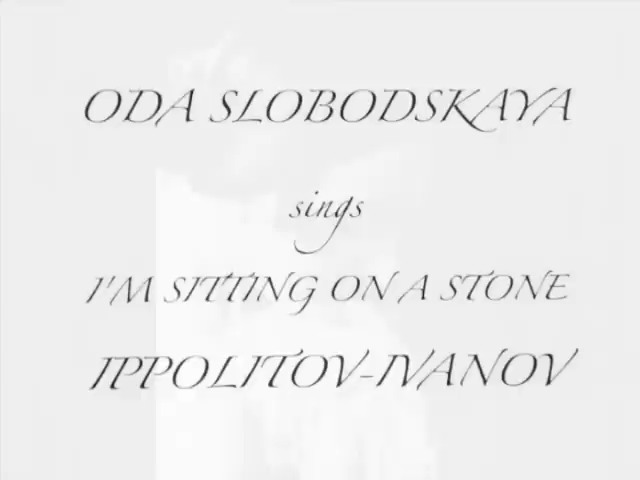 ODA SLOBODSKAYA
sings
I'M SITTING ON A STONE
IPPOLITOV-IVANOV